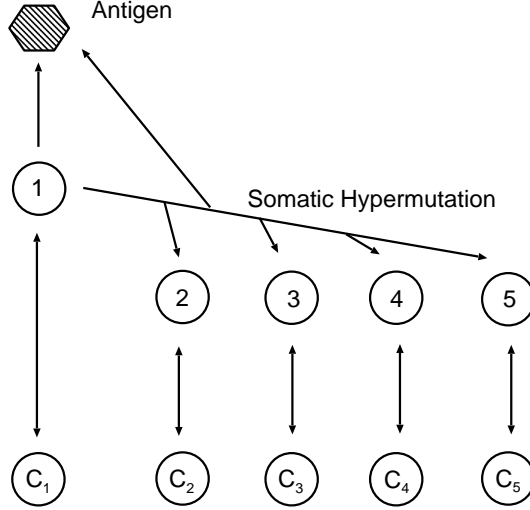 Antigen
1
Somatic Hypermutation
2 3 4 5
C₁ C₂ C₃ C₄ C₅